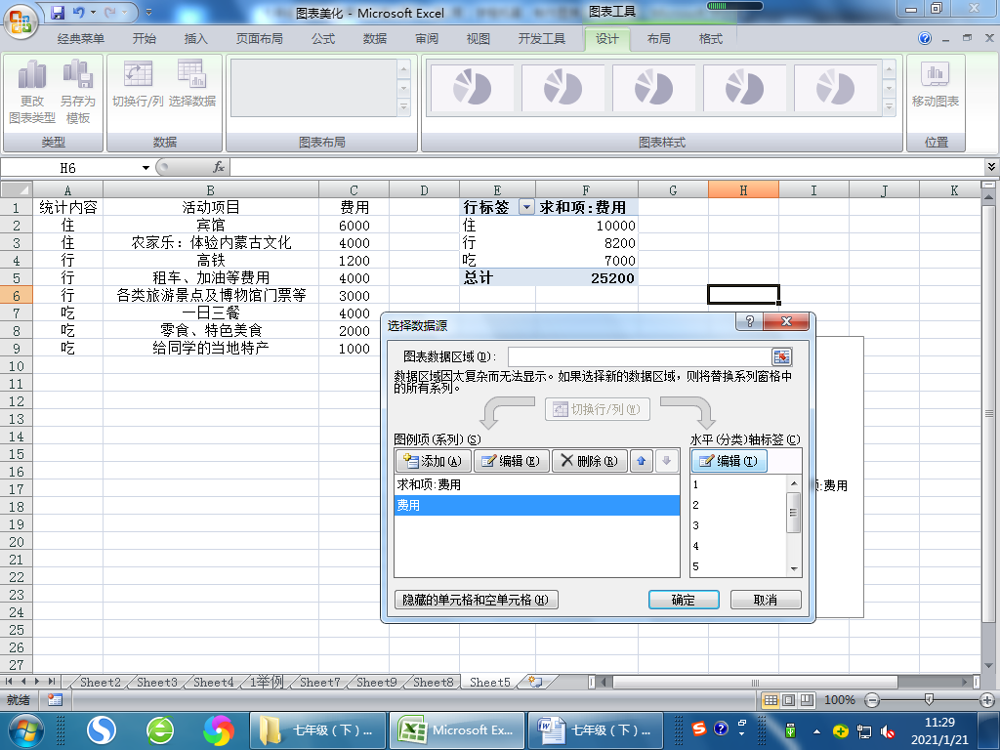 图表美化 - Microsoft Excel
图表工具
经典菜单 开始 插入 页面布局 公式 数据 审阅 视图 开发工具 设计 布局 格式
更改 另存为 切换行/列 选择数据 移动图表
图表类型 模板
类型 数据 图表布局 图表样式 位置
H6 fx
A B C D E F G H I J K
1 统计内容 活动项目 费用 行标签 求和项:费用
2 住 宾馆 6000 住 10000
3 住 农家乐：体验内蒙古文化 4000 行 8200
4 行 高铁 1200 吃 7000
5 行 租车、加油等费用 4000 总计 25200
6 行 各类旅游景点及博物馆门票等 3000
7 吃 一日三餐 4000
8 吃 零食、特色美食 2000
9 吃 给同学的当地特产 1000
10
11
12
13
14
15
16
17
18
19
20
21
22
23
24
25
26
27
选择数据源
图表数据区域(D):
数据区域因太复杂而无法显示。如果选择新的数据区域，则将替换系列窗格中
的所有系列。
切换行/列(W)
图例项(系列)(S) 水平(分类)轴标签(C)
添加(A) 编辑(E) 删除(R) 编辑(T)
求和项:费用 1
费用 2
3
4
5
:费用
隐藏的单元格和空单元格(H) 确定 取消
Sheet2 Sheet3 Sheet4 1举例 Sheet7 Sheet9 Sheet8 Sheet5
就绪 100%
七年级（下）... Microsoft Ex... 七年级（下）...
11:29
2021/1/21